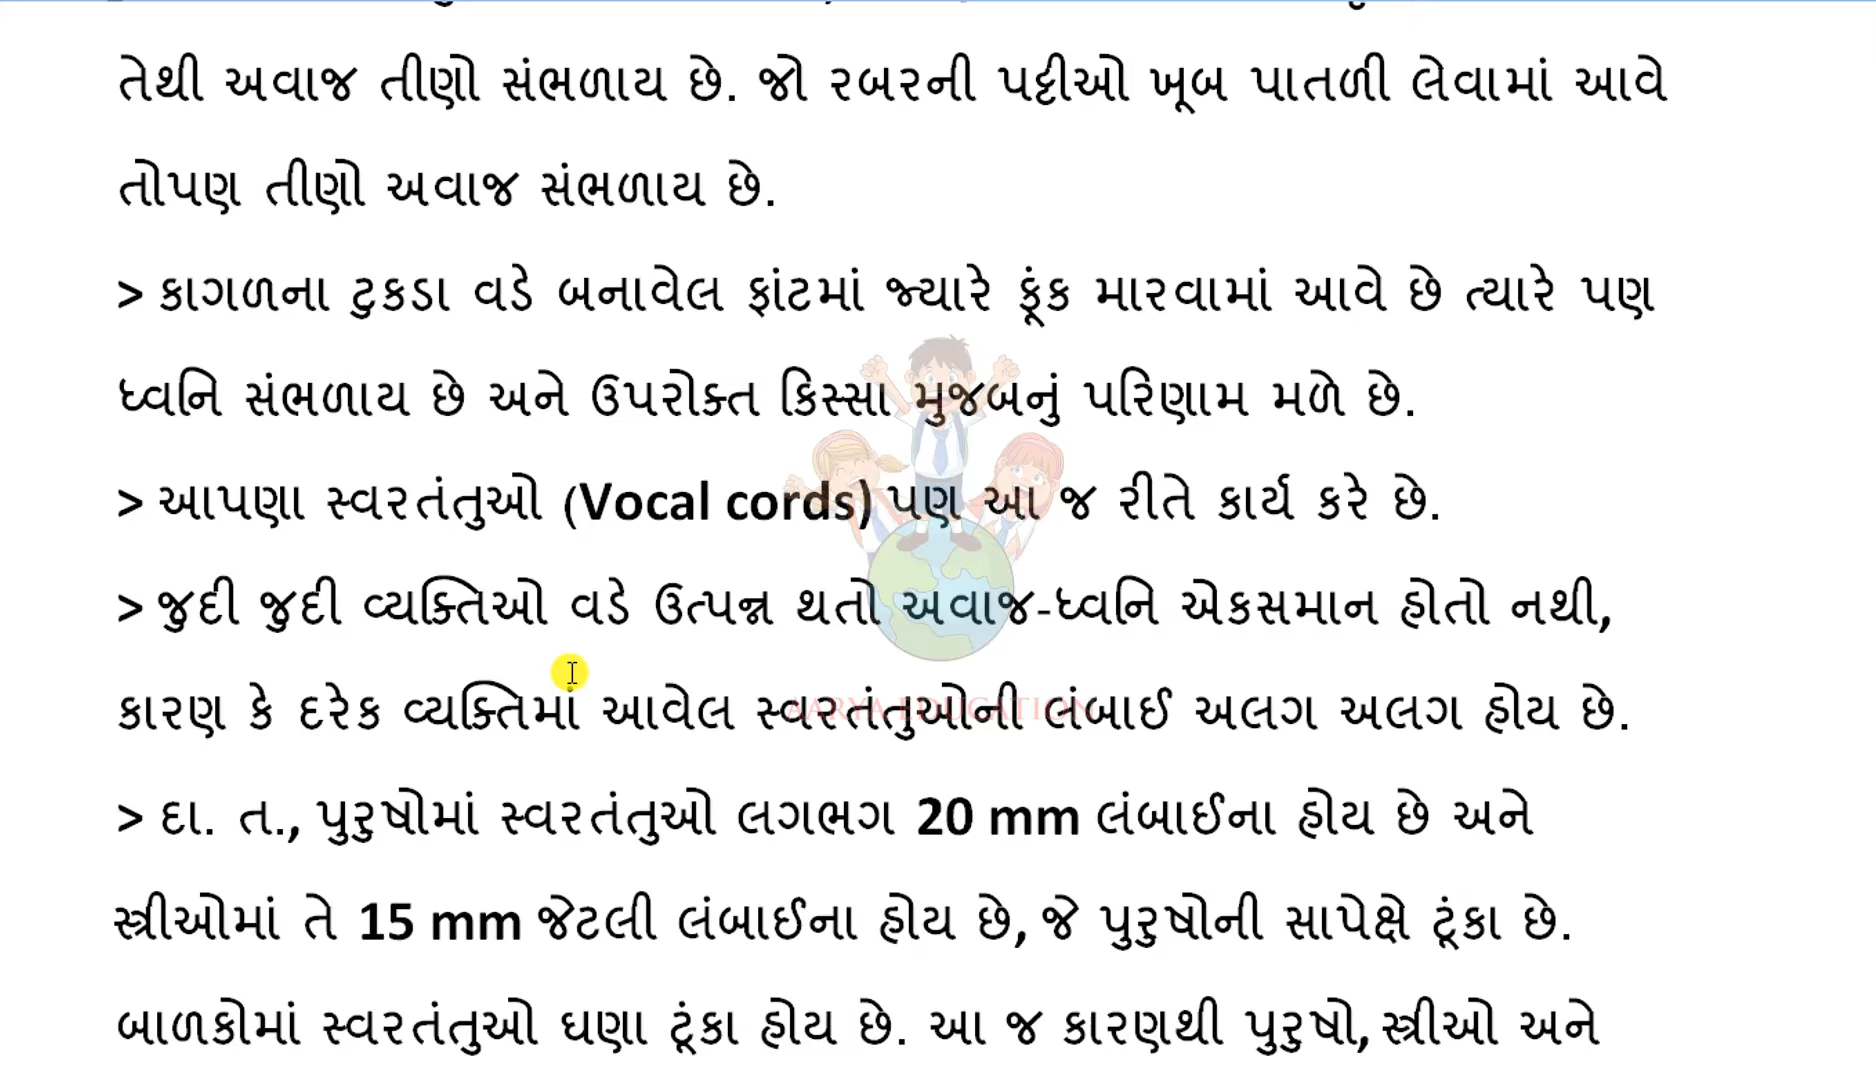 તેથી અવાજ તીણો સંભળાય છે. જો રબરની પટ્ટીઓ ખૂબ પાતળી લેવામાં આવે
તોપણ તીણો અવાજ સંભળાય છે.
> કાગળના ટુકડા વડે બનાવેલ ફાંટમાં જ્યારે ફૂંક મારવામાં આવે છે ત્યારે પણ
ધ્વનિ સંભળાય છે અને ઉપરોક્ત કિસ્સા મુજબનું પરિણામ મળે છે.
> આપણા સ્વરતંતુઓ (Vocal cords) પણ આ જ રીતે કાર્ય કરે છે.
> જુદી જુદી વ્યક્તિઓ વડે ઉત્પન્ન થતો અવાજ-ધ્વનિ એકસમાન હોતો નથી,
કારણ કે દરેક વ્યક્તિમાં આવેલ સ્વરતંતુઓની લંબાઈ અલગ અલગ હોય છે.
AARYA EDUCATION
> દા. ત., પુરુષોમાં સ્વરતંતુઓ લગભગ 20 mm લંબાઈના હોય છે અને
સ્ત્રીઓમાં તે 15 mm જેટલી લંબાઈના હોય છે, જે પુરુષોની સાપેક્ષે ટૂંકા છે.
બાળકોમાં સ્વરતંતુઓ ઘણા ટૂંકા હોય છે. આ જ કારણથી પુરુષો, સ્ત્રીઓ અને